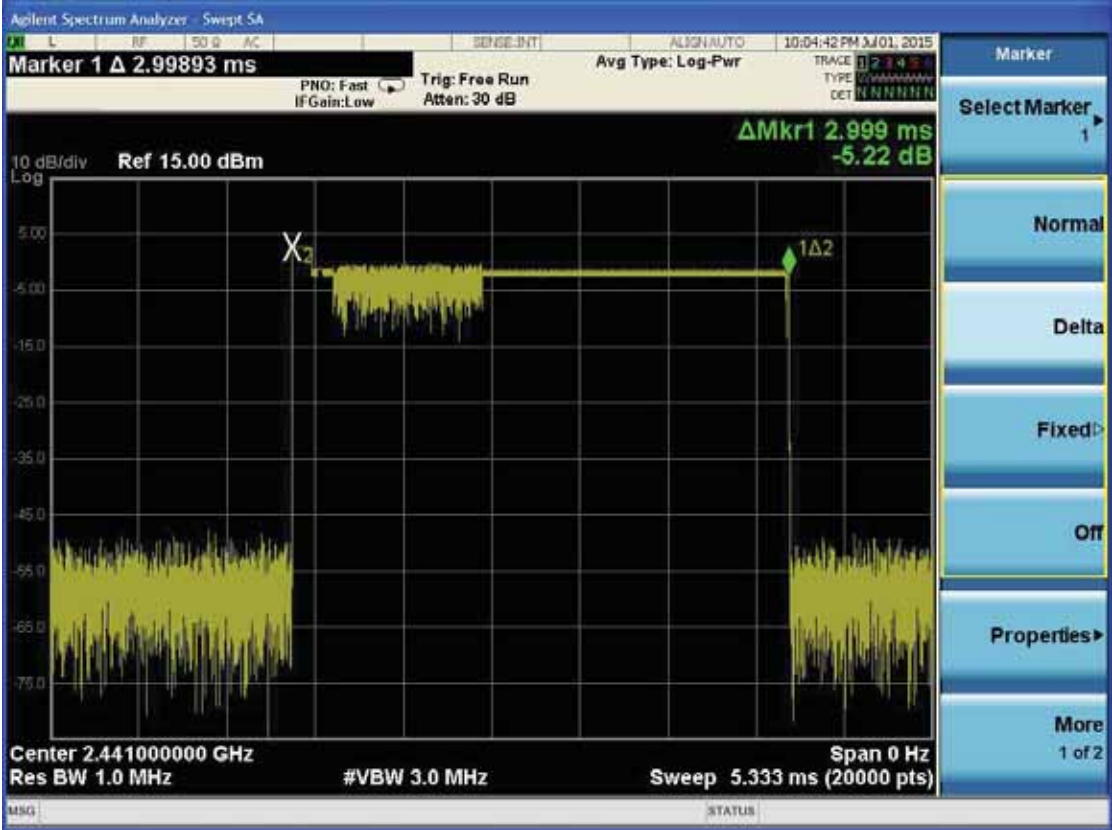 Agilent Spectrum Analyzer - Swept SA
L RF 50 Ω AC SENSE:INT ALIGNAUTO 10:04:42 PM Jul 01, 2015
Marker 1 Δ 2.99893 ms
PNO: Fast
IFGain:Low
Trig: Free Run
Atten: 30 dB
Avg Type: Log-Pwr
TRACE 1 2 3 4 5 6
TYPE
DET N N N N N N
ΔMkr1 2.999 ms
-5.22 dB
10 dB/div Ref 15.00 dBm
Log
5.00
-5.00
-15.0
-25.0
-35.0
-45.0
-55.0
-65.0
-75.0
X2
1Δ2
Center 2.441000000 GHz
Span 0 Hz
Res BW 1.0 MHz
#VBW 3.0 MHz
Sweep 5.333 ms (20000 pts)
MSG
STATUS
Marker
Select Marker
1
Normal
Delta
Fixed
Off
Properties
More
1 of 2